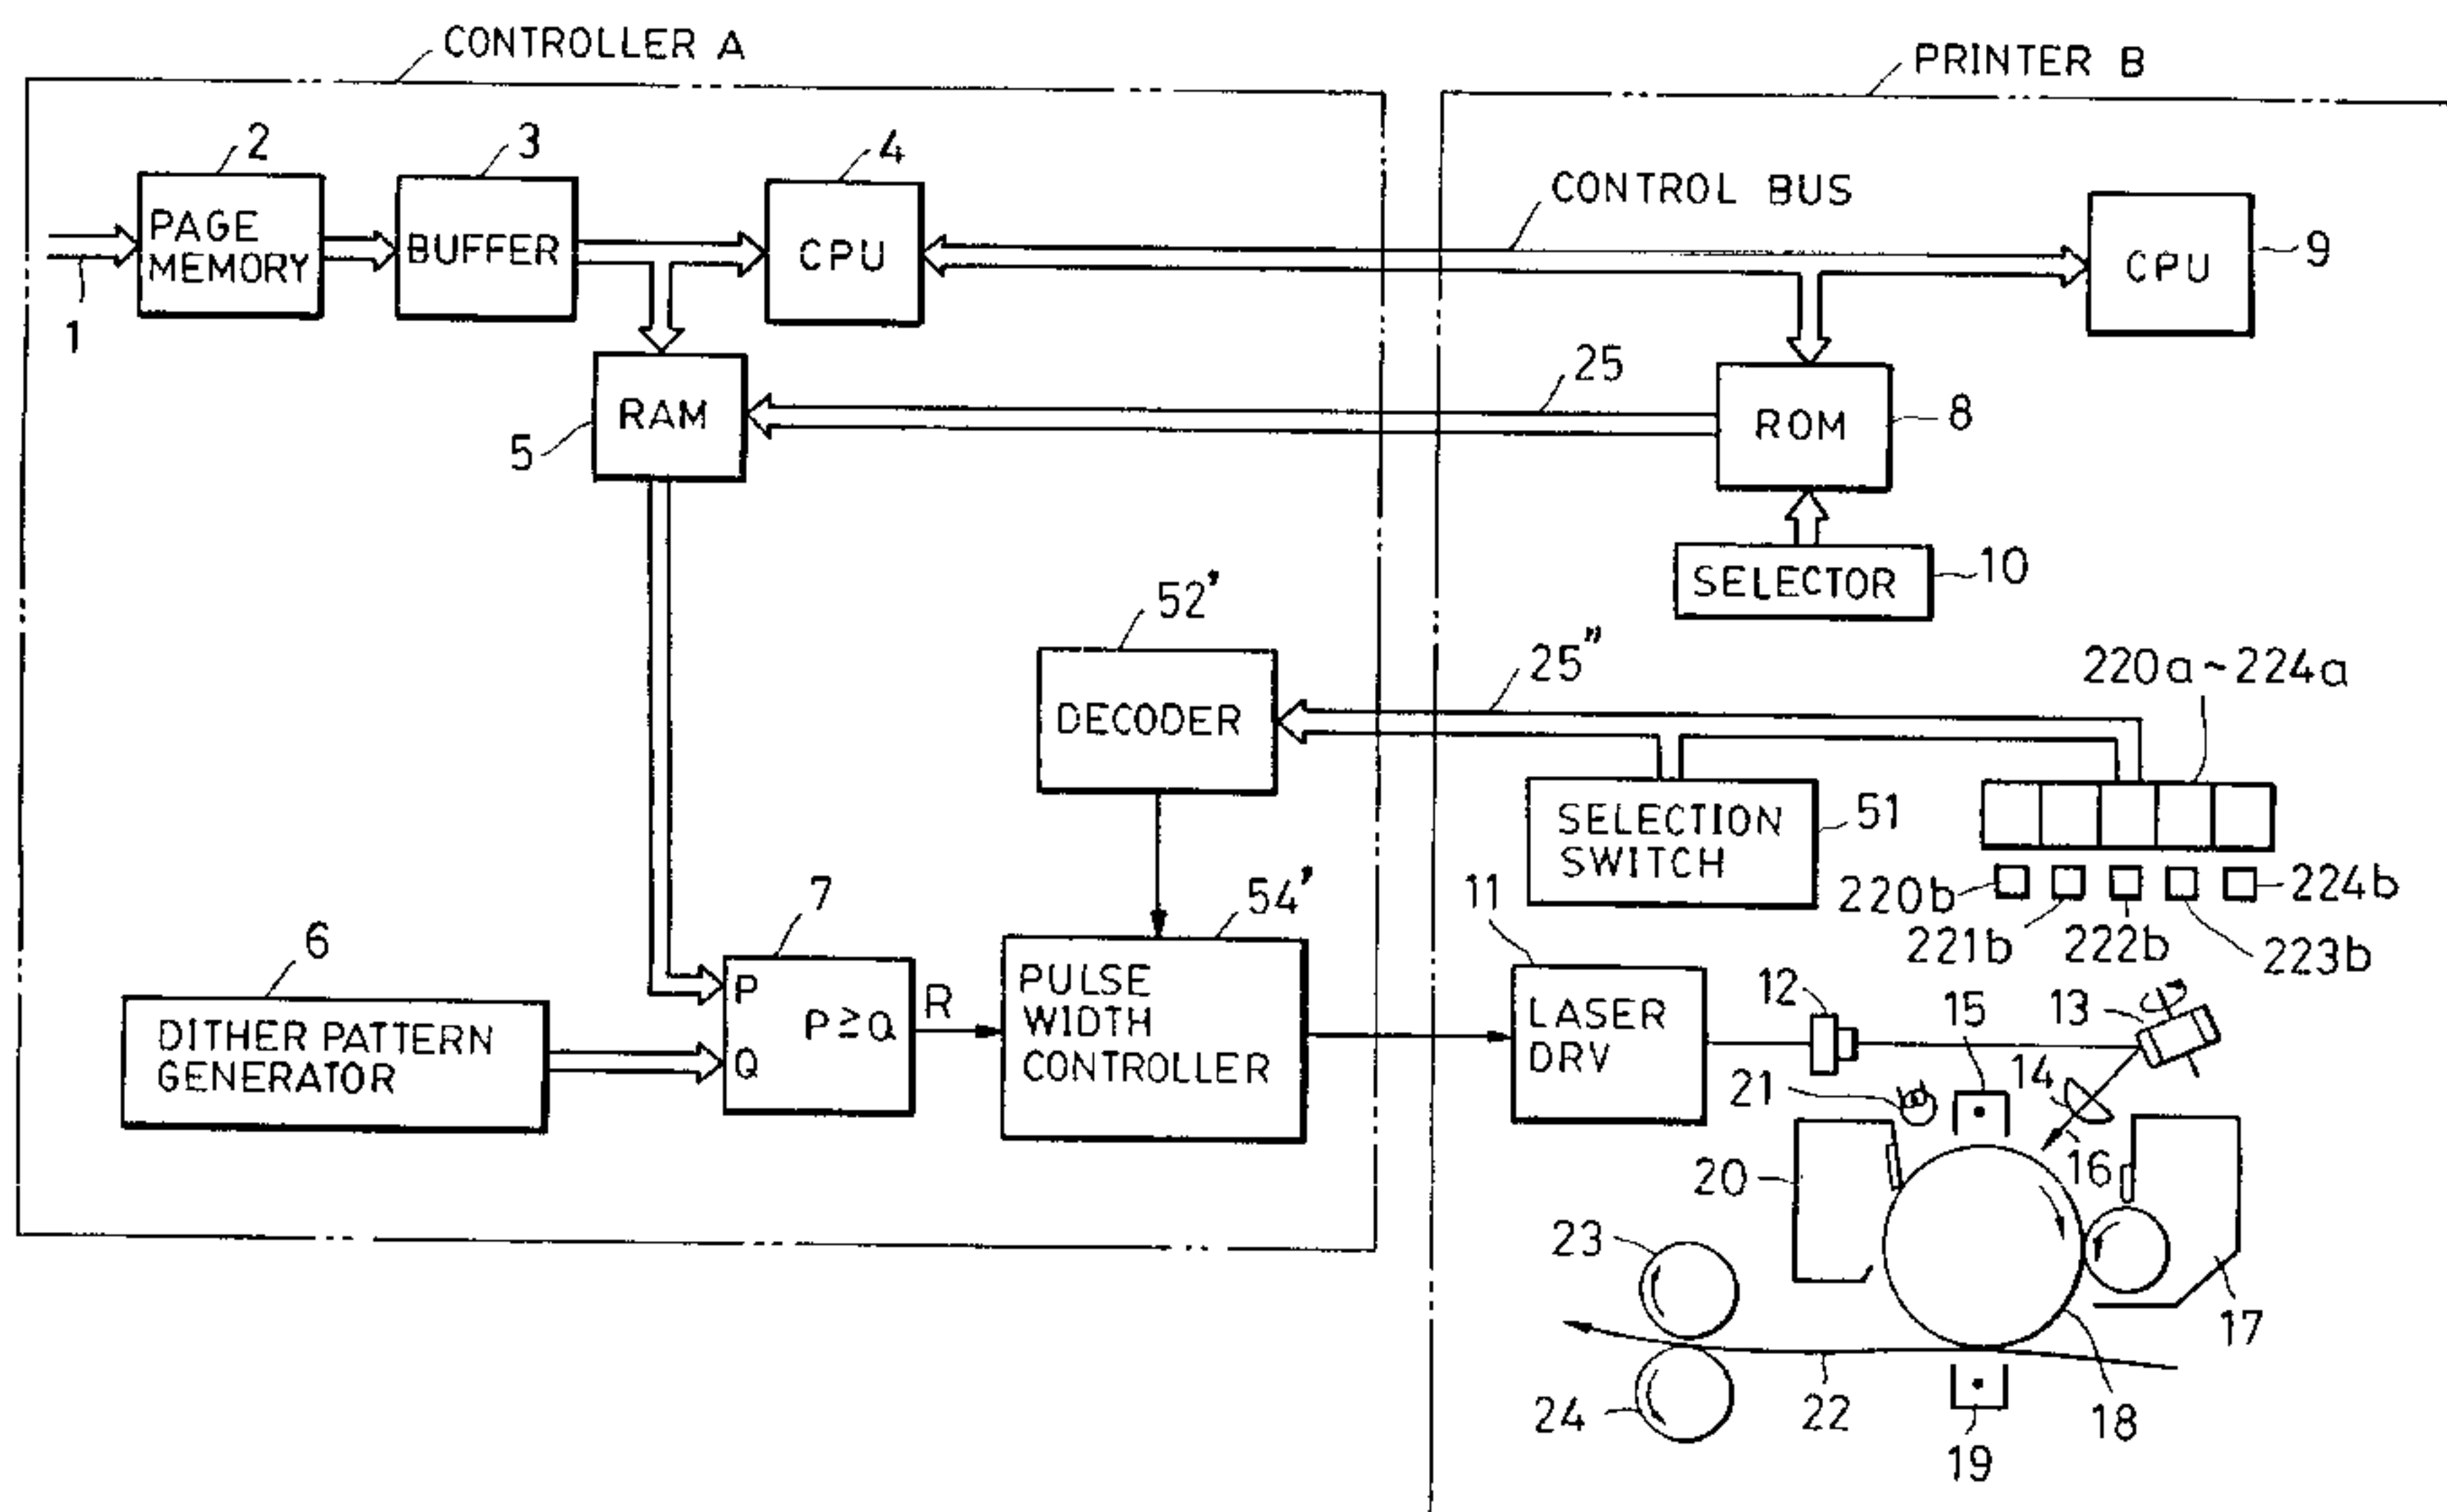 CONTROLLER A
PRINTER B
2
3
4
CONTROL BUS
PAGE
MEMORY
BUFFER
CPU
CPU
9
1
25
RAM
5
ROM
8
SELECTOR
10
52'
25"
220a~224a
DECODER
SELECTION
SWITCH
51
220b
221b
222b
223b
224b
6
7
54'
11
DITHER PATTERN
GENERATOR
P
P≥Q
Q
R
PULSE
WIDTH
CONTROLLER
LASER
DRV
12
15
13
21
14
16
20
17
23
24
22
18
19